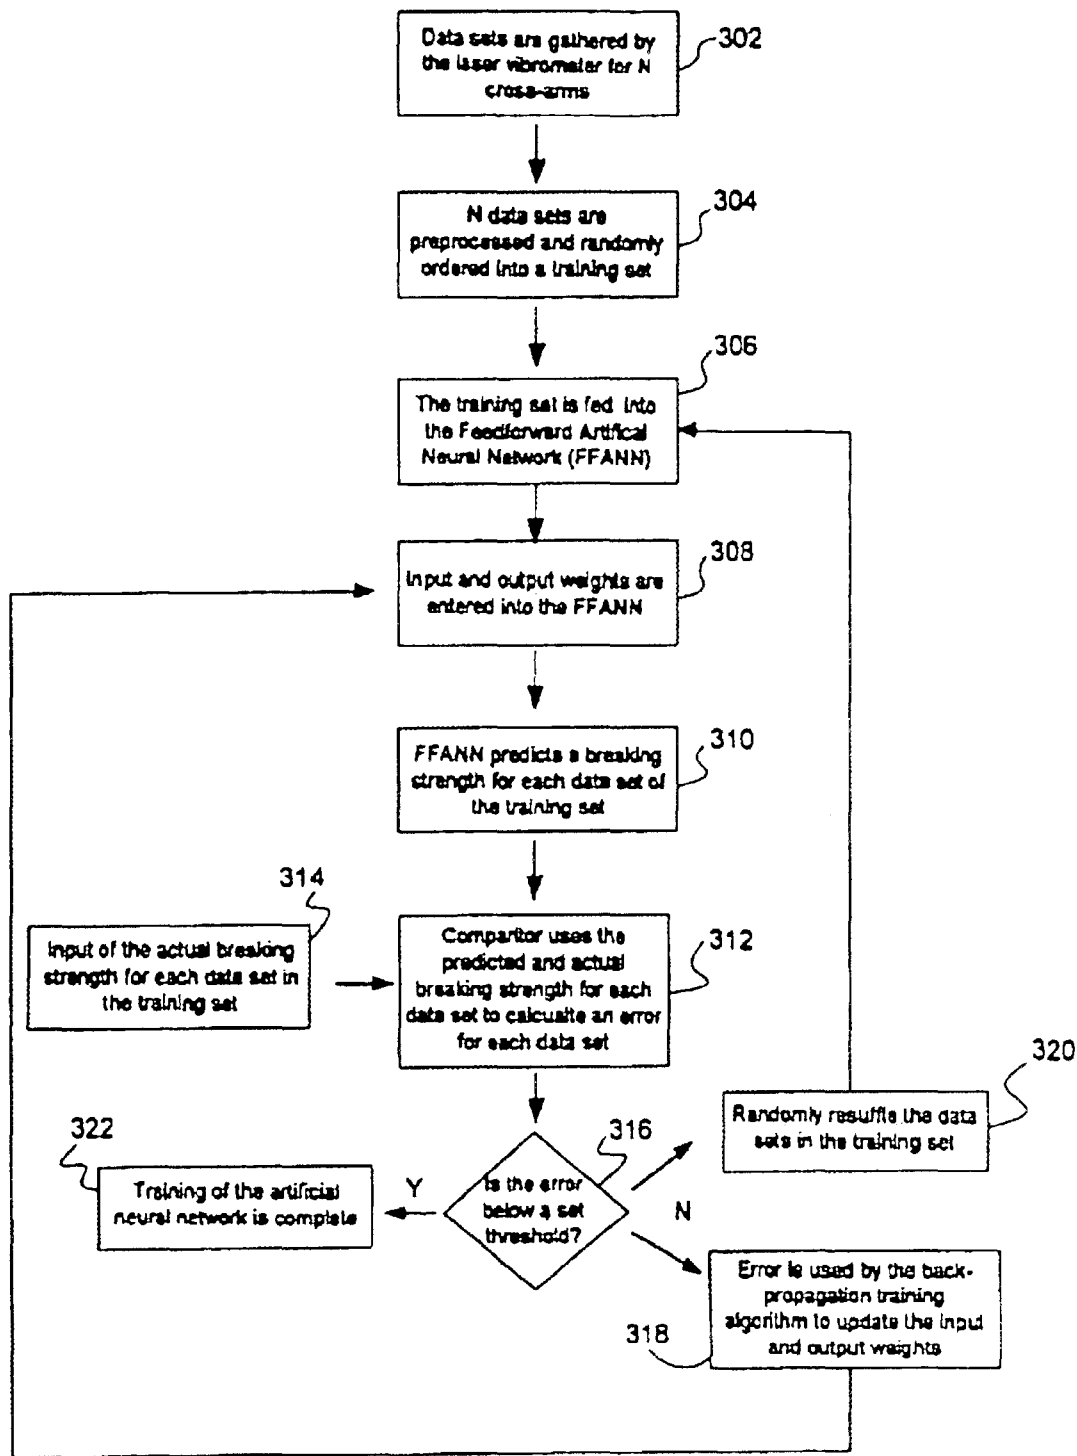 Data sets are gathered by
the laser vibrometer for N
cross-arms
302
N data sets are
preprocessed and randomly
ordered into a training set
304
The training set is fed into
the Feedforward Artifical
Neural Network (FFANN)
306
Input and output weights are
entered into the FFANN
308
FFANN predicts a breaking
strength for each data set of
the training set
310
314
Input of the actual breaking
strength for each data set in
the training set
Comparitor uses the
predicted and actual
breaking strength for each
data set to calcualte an error
for each data set
312
320
Randomly resuffle the data
sets in the training set
322
Training of the artificial
neural network is complete
Y
316
Is the error
below a set
threshold?
N
Error is used by the back-
propagation training
algorithm to update the input
and output weights
318